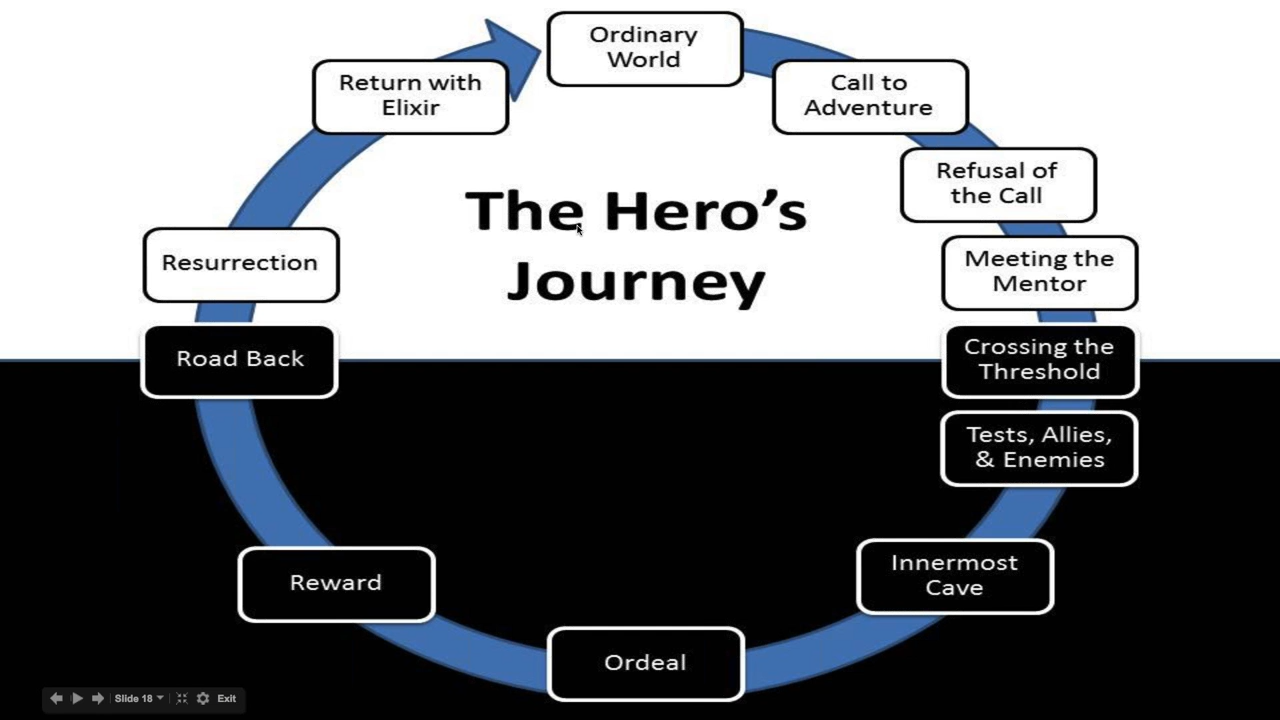 The Hero's
Journey
Ordinary
World
Call to
Adventure
Refusal of
the Call
Meeting the
Mentor
Crossing the
Threshold
Tests, Allies,
& Enemies
Innermost
Cave
Ordeal
Reward
Road Back
Resurrection
Return with
Elixir
Slide 18
Exit